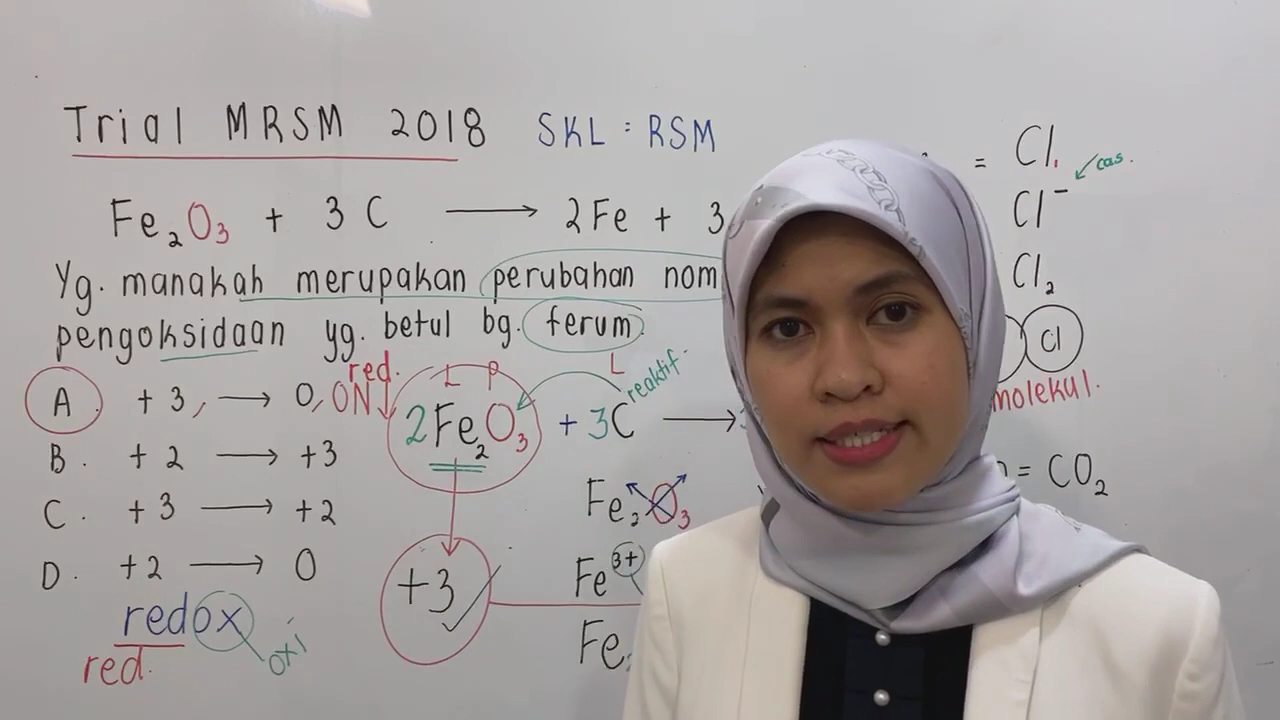 Trial MRSM 2018 SKL : RSM
Fe₂O₃ + 3 C → 2Fe + 3
Yg. manakah merupakan perubahan nom
pengoksidaan yg. betul bg. ferum
A + 3, → 0, ON↓ red.
B. + 2 → +3
C. + 3 → +2
D. +2 → 0
redox
red. oxi
L P L
reaktif
2Fe₂O₃ + 3C →
+3
Fe₂O₃
Fe³⁺
Fe
= Cl.
cas.
Cl⁻
Cl₂
Cl
molekul.
= CO₂